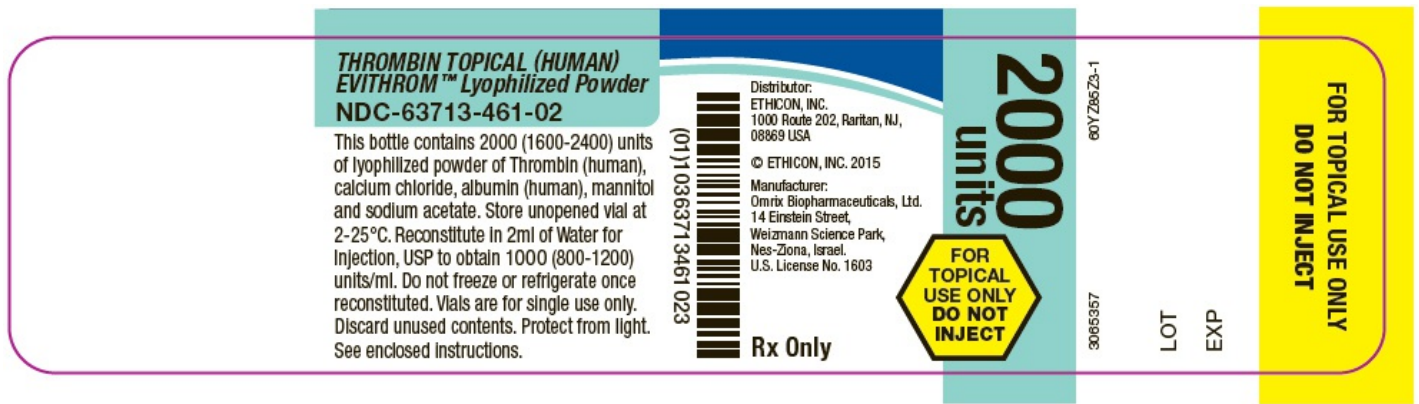 THROMBIN TOPICAL (HUMAN)
EVITHROM™ Lyophilized Powder
NDC-63713-461-02
This bottle contains 2000 (1600-2400) units
of lyophilized powder of Thrombin (human),
calcium chloride, albumin (human), mannitol
and sodium acetate. Store unopened vial at
2-25°C. Reconstitute in 2ml of Water for
Injection, USP to obtain 1000 (800-1200)
units/ml. Do not freeze or refrigerate once
reconstituted. Vials are for single use only.
Discard unused contents. Protect from light.
See enclosed instructions.
(01)1 03637134 61 023
Distributor:
ETHICON, INC.
1000 Route 202, Raritan, NJ,
08869 USA
© ETHICON, INC. 2015
Manufacturer:
Omrix Biopharmaceuticals, Ltd.
14 Einstein Street,
Weizmann Science Park,
Nes-Ziona, Israel.
U.S. License No. 1603
Rx Only
2000
units
FOR
TOPICAL
USE ONLY
DO NOT
INJECT
60YZ85Z3-1
3065357
LOT
EXP
FOR TOPICAL USE ONLY
DO NOT INJECT